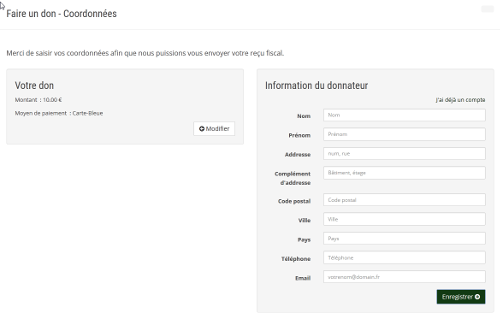 Faire un don - Coordonnées
Merci de saisir vos coordonnées afin que nous puissions vous envoyer votre reçu fiscal.
Votre don
Montant : 10,00 €
Moyen de paiement : Carte-Bleue
Modifier
Information du donnateur
J'ai déjà un compte
Nom Nom
Prénom Prénom
Addresse num, rue
Complément d'addresse Bâtiment, étage
Code postal Code postal
Ville Ville
Pays Pays
Téléphone Téléphone
Email votrenom@domain.fr
Enregistrer